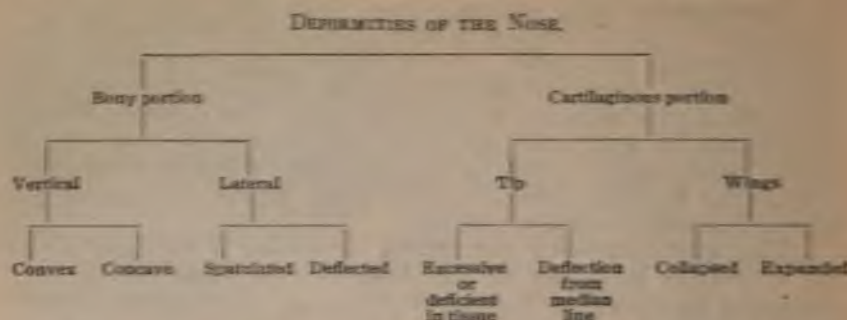 DEFORMITIES OF THE NOSE.
Bony portion
Cartilaginous portion
Vertical
Lateral
Tip
Wings
Convex
Concave
Spatulated
Deflected
Excessive
or
deficient
in tissue
Deflection
from
median
line
Collapsed
Expanded